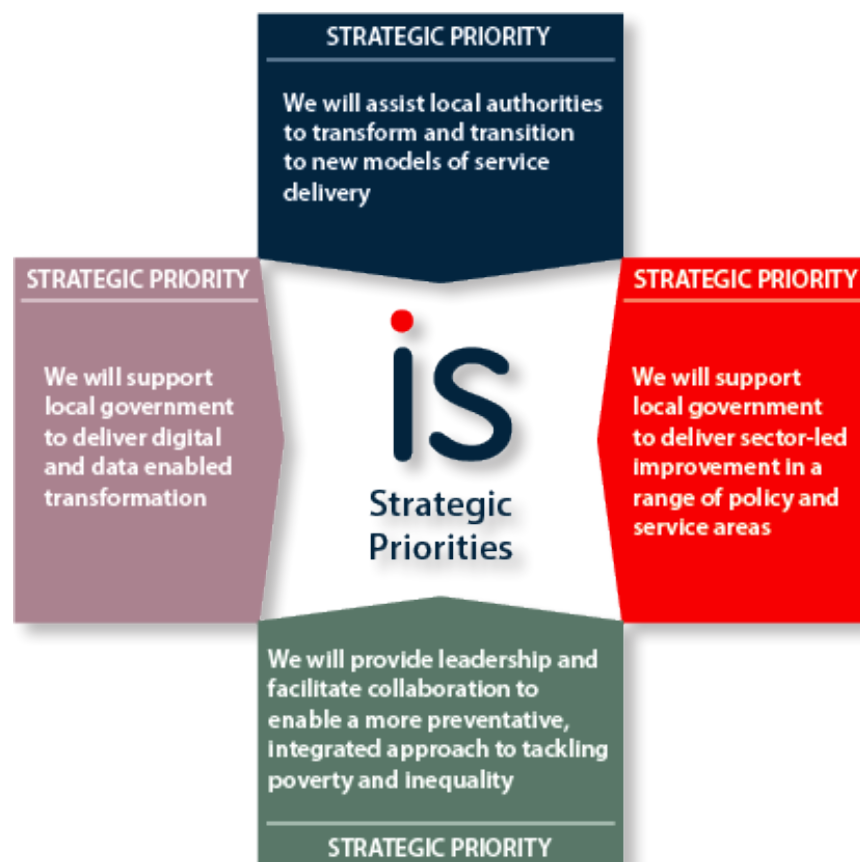 STRATEGIC PRIORITY
We will assist local authorities
to transform and transition
to new models of service
delivery
STRATEGIC PRIORITY
We will support
local government
to deliver digital
and data enabled
transformation
is
Strategic
Priorities
STRATEGIC PRIORITY
We will support
local government
to deliver sector-led
improvement in a
range of policy and
service areas
We will provide leadership and
facilitate collaboration to
enable a more preventative,
integrated approach to tackling
poverty and inequality
STRATEGIC PRIORITY